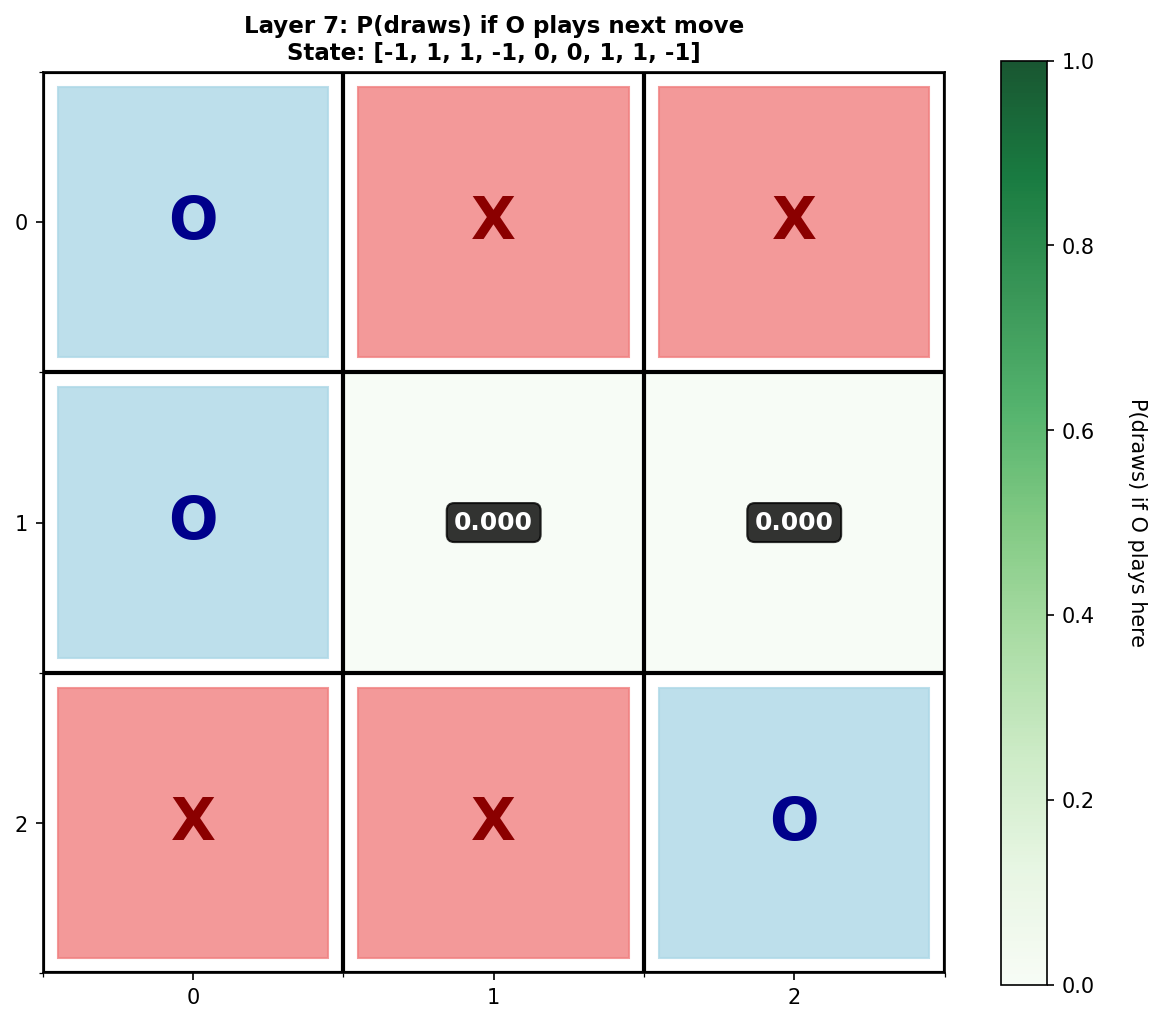 Layer 7: P(draws) if O plays next move
State: [-1, 1, 1, -1, 0, 0, 1, 1, -1]
0
O
X
X
1
O
0.000
0.000
2
X
X
O
0
1
2
1.0
0.8
0.6
0.4
0.2
0.0
P(draws) if O plays here